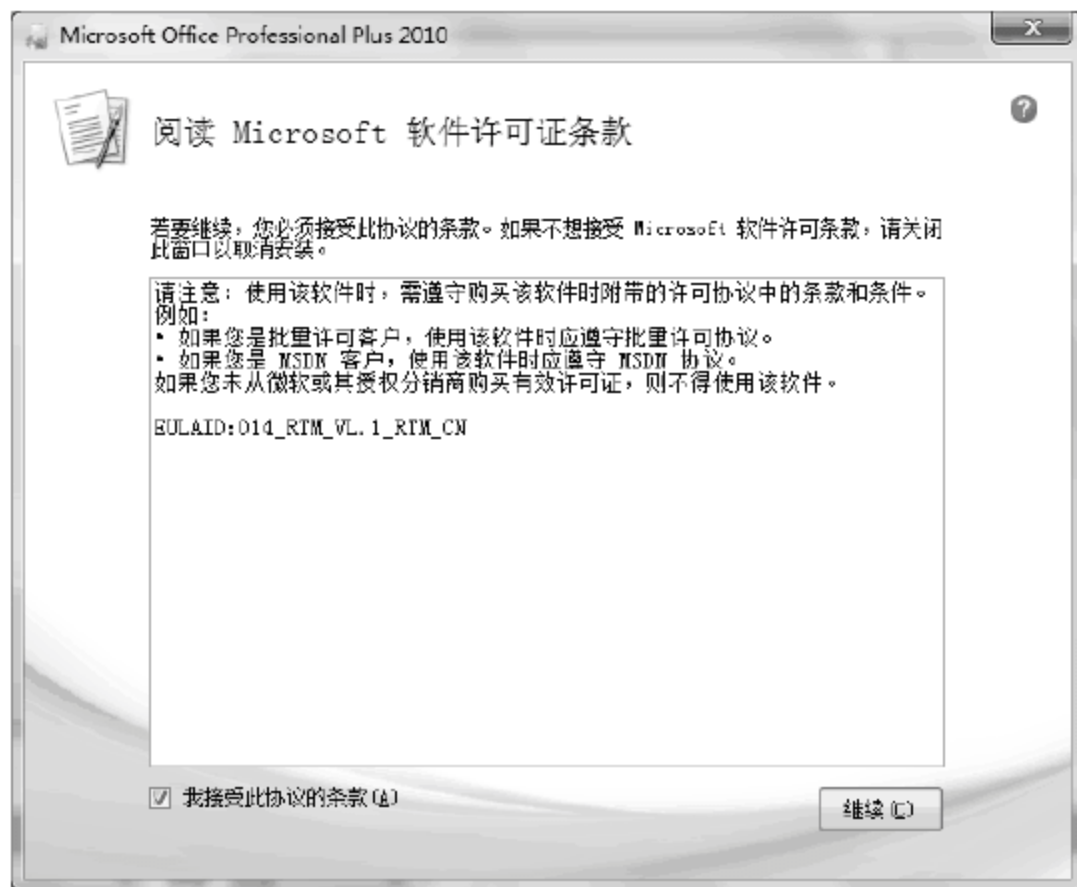 Microsoft Office Professional Plus 2010
x
?
阅读 Microsoft 软件许可证条款
若要继续，您必须接受此协议的条款。如果不想接受 Microsoft 软件许可条款，请关闭
此窗口以取消安装。
请注意：使用该软件时，需遵守购买该软件时附带的许可协议中的条款和条件。
例如：
• 如果您是批量许可客户，使用该软件时应遵守批量许可协议。
• 如果您是 MSDN 客户，使用该软件时应遵守 MSDN 协议。
如果您未从微软或其授权分销商购买有效许可证，则不得使用该软件。
EULAID:O14_RTM_VL.1_RTM_CN
我接受此协议的条款(A)
继续(C)